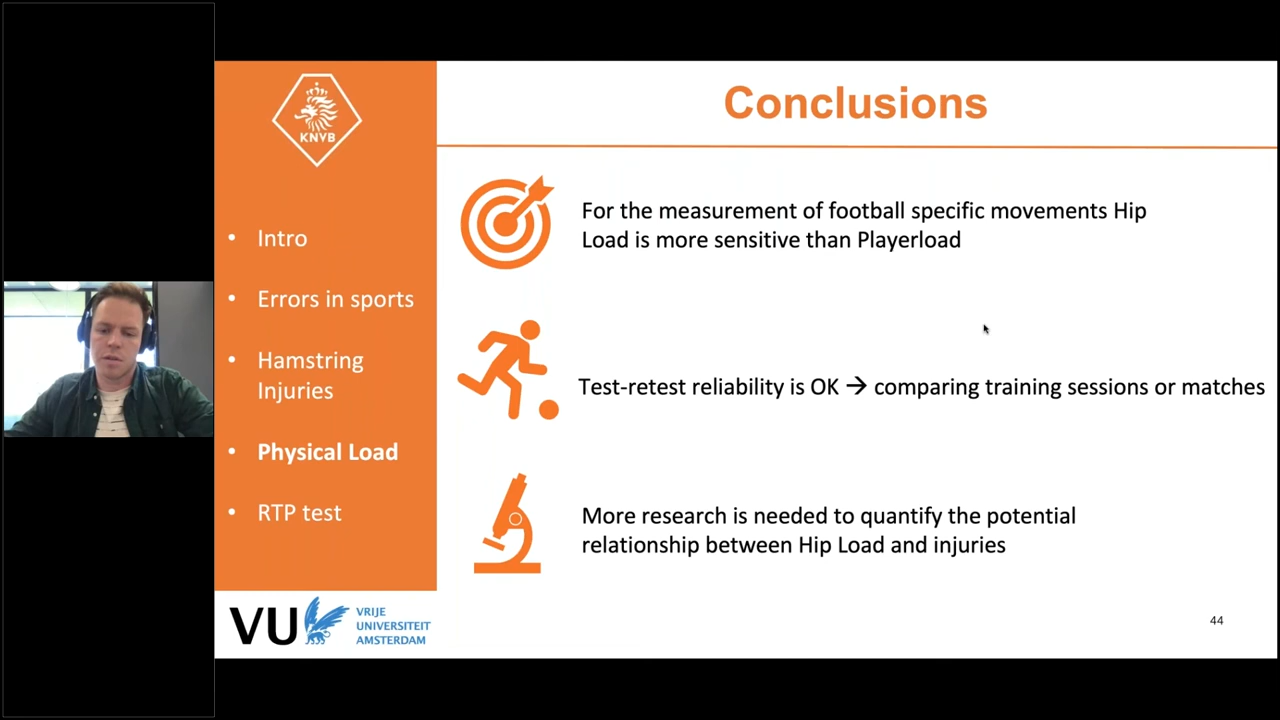 KNVB
• Intro
• Errors in sports
• Hamstring
Injuries
• Physical Load
• RTP test
VU VRIJE
UNIVERSITEIT
AMSTERDAM
Conclusions
For the measurement of football specific movements Hip
Load is more sensitive than Playerload
Test-retest reliability is OK → comparing training sessions or matches
More research is needed to quantify the potential
relationship between Hip Load and injuries
44